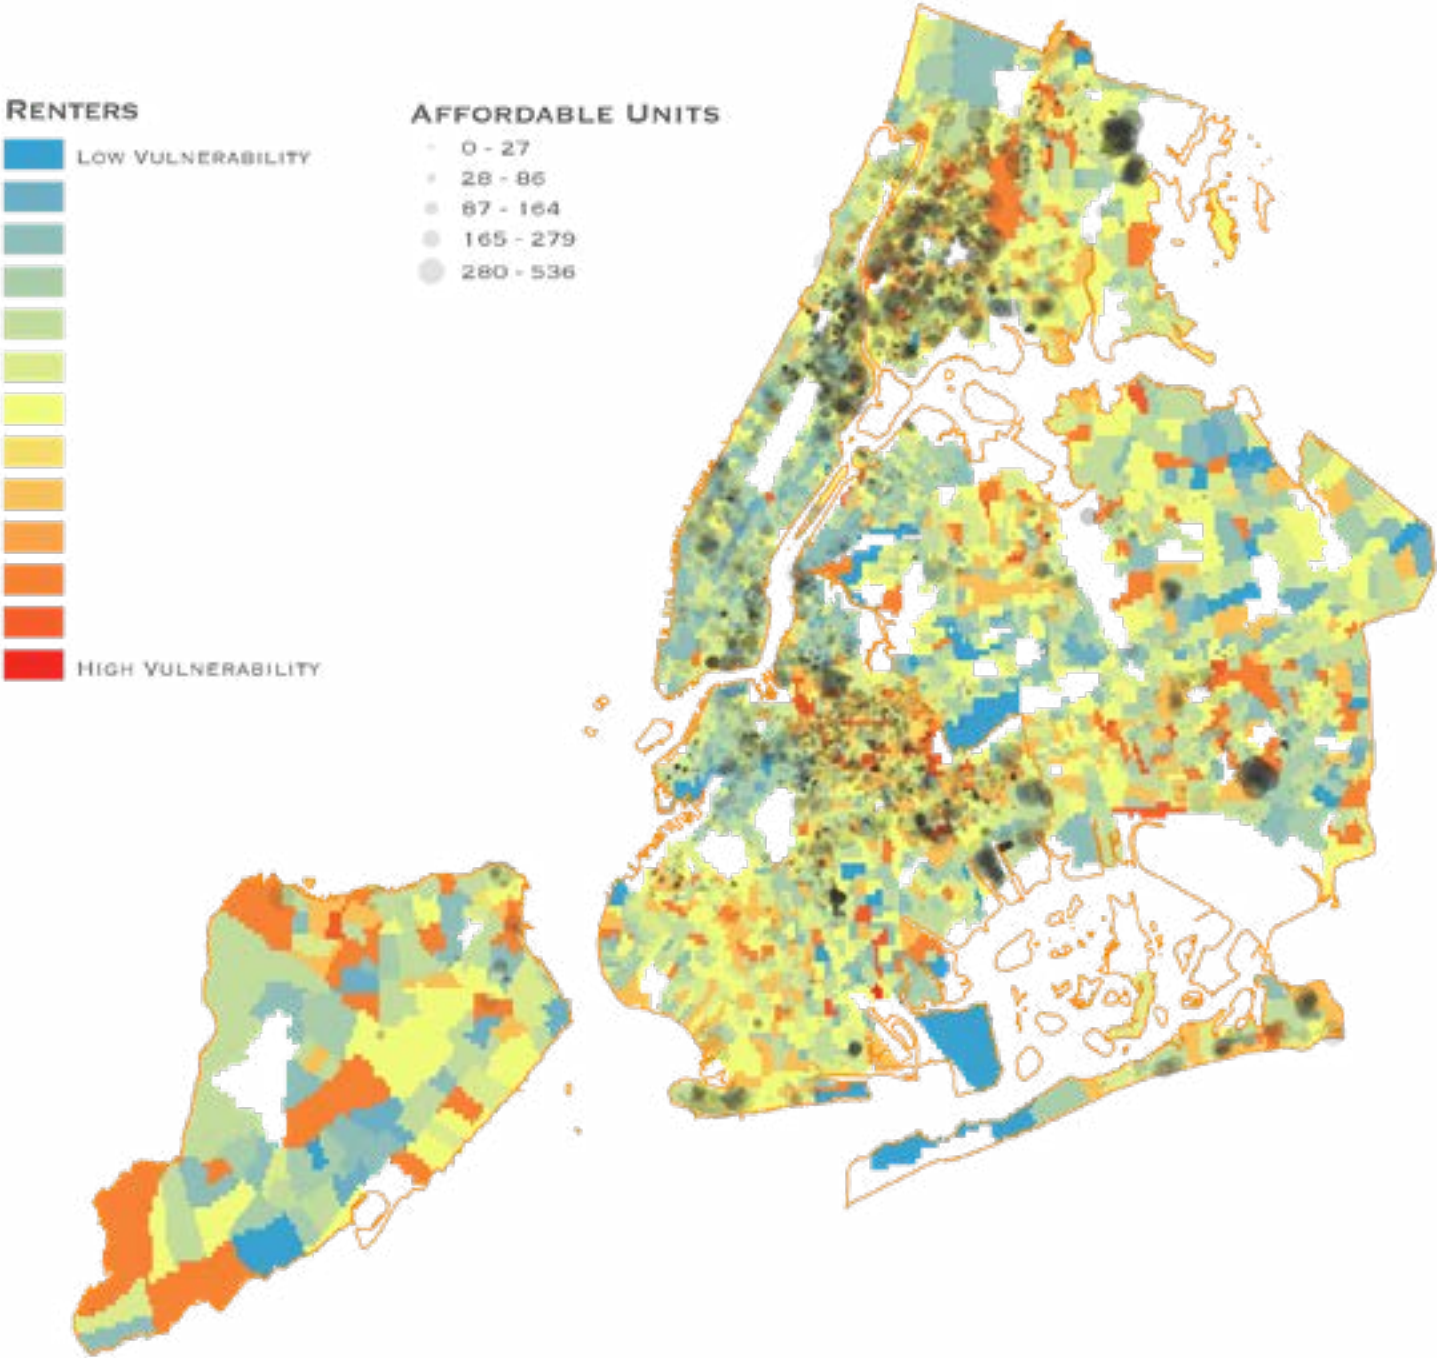 RENTERS
LOW VULNERABILITY
HIGH VULNERABILITY
AFFORDABLE UNITS
0 - 27
28 - 86
87 - 164
165 - 279
280 - 536